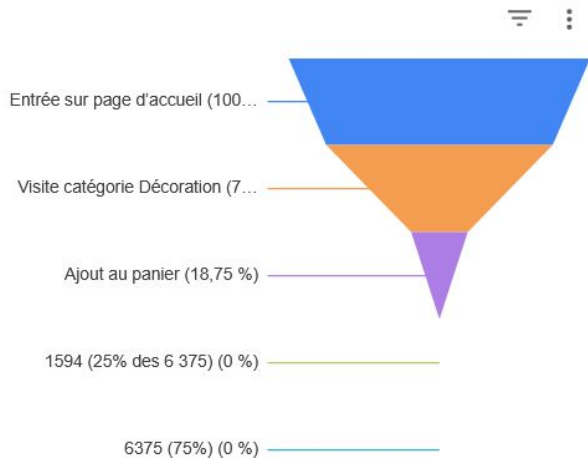 Entrée sur page d'accueil (100...
Visite catégorie Décoration (7...
Ajout au panier (18,75 %)
1594 (25% des 6 375) (0 %)
6375 (75%) (0 %)